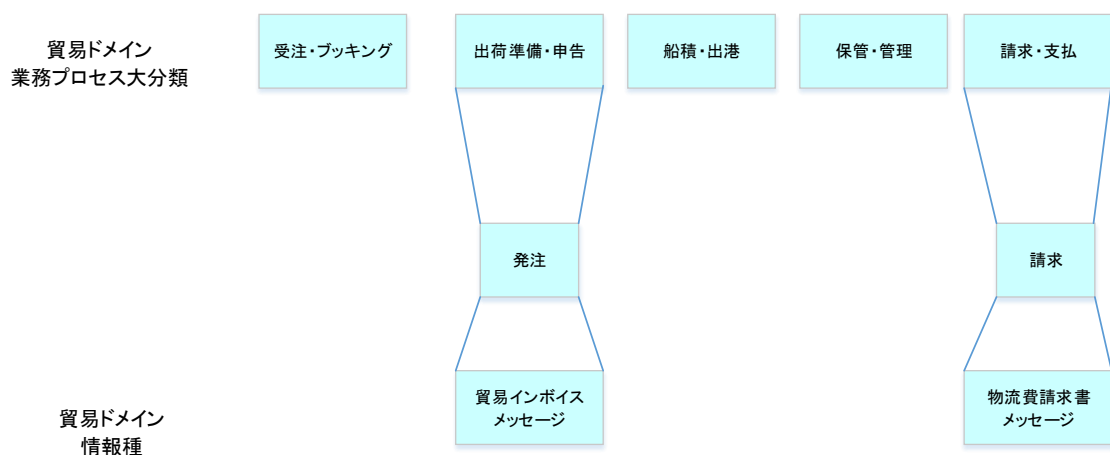 貿易ドメイン
業務プロセス大分類
受注・ブッキング
出荷準備・申告
船積・出港
保管・管理
請求・支払
発注
請求
貿易ドメイン
情報種
貿易インボイス
メッセージ
物流費請求書
メッセージ